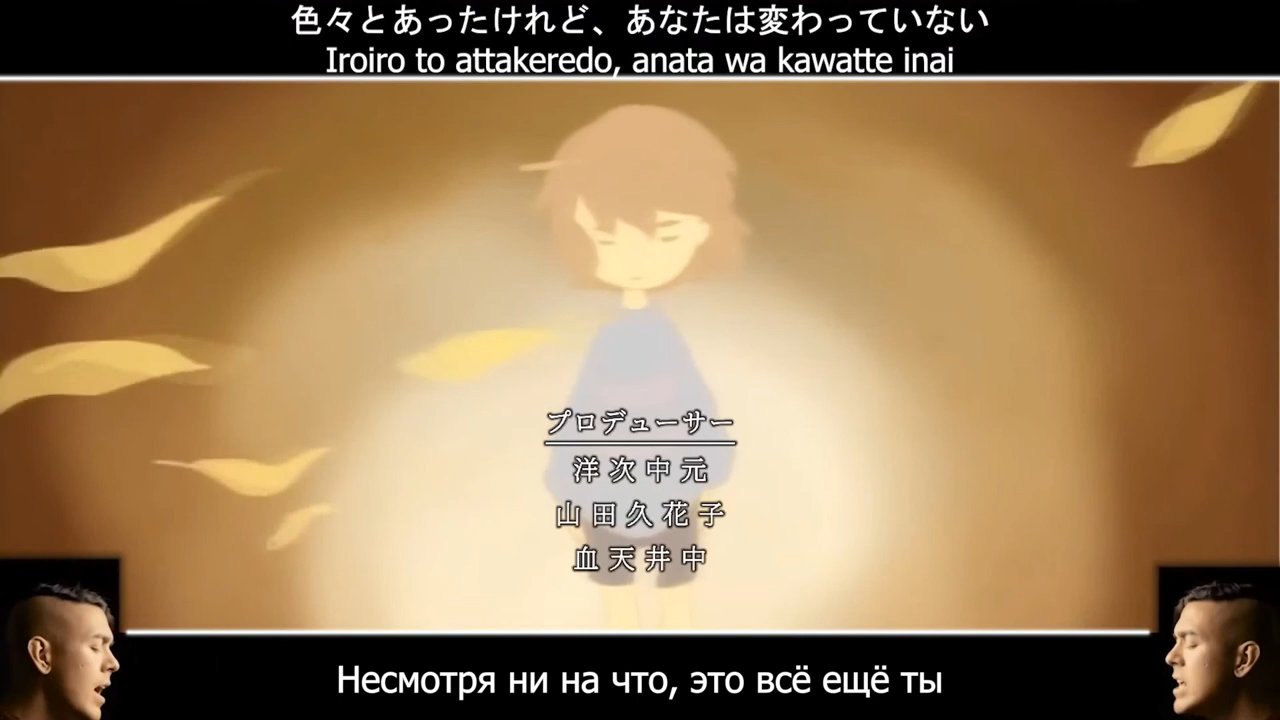 色々とあったけれど、あなたは変わっていない
Iroiro to attakeredo, anata wa kawatte inai
プロデューサー
洋次中元
山田久花子
血天井中
Несмотря ни на что, это всё ещё ты